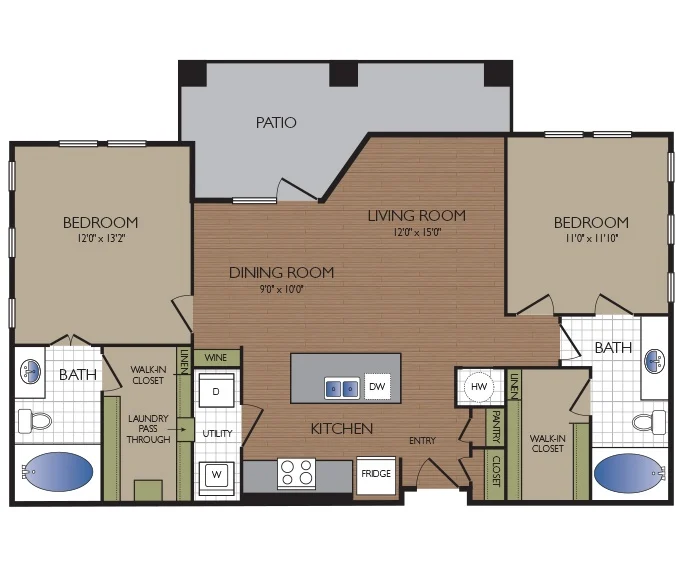 PATIO
BEDROOM
12'0" x 13'2"
LIVING ROOM
12'0" x 15'0"
BEDROOM
11'0" x 11'10"
DINING ROOM
9'0" x 10'0"
BATH
WALK-IN
CLOSET
LINEN
WINE
D
LAUNDRY
PASS
THROUGH
UTILITY
W
DW
KITCHEN
FRIDGE
ENTRY
HW
PANTRY
CLOSET
LINEN
WALK-IN
CLOSET
BATH